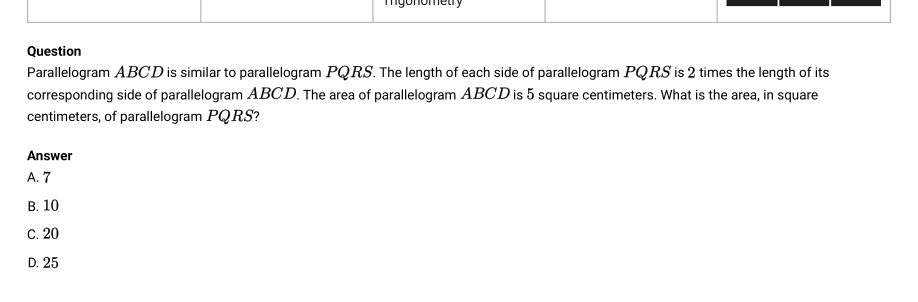 Trigonometry
Question
Parallelogram ABCD is similar to parallelogram PQRS. The length of each side of parallelogram PQRS is 2 times the length of its
corresponding side of parallelogram ABCD. The area of parallelogram ABCD is 5 square centimeters. What is the area, in square
centimeters, of parallelogram PQRS?
Answer
A. 7
B. 10
C. 20
D. 25